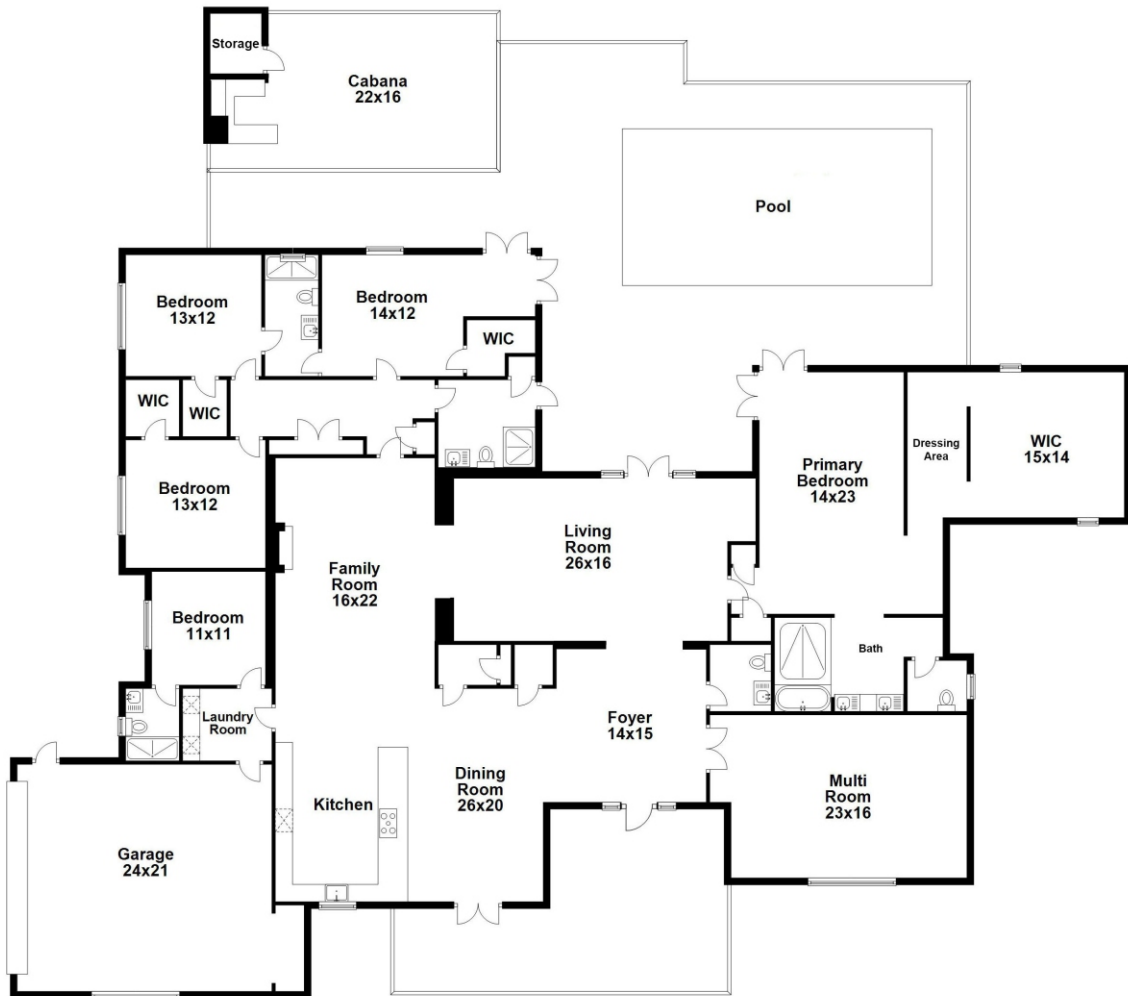 Storage
Cabana
22x16
Pool
Bedroom
13x12
Bedroom
14x12
WIC
WIC
WIC
Bedroom
13x12
Primary
Bedroom
14x23
Dressing
Area
WIC
15x14
Living
Room
26x16
Family
Room
16x22
Bedroom
11x11
Bath
Laundry
Room
Foyer
14x15
Kitchen
Dining
Room
26x20
Multi
Room
23x16
Garage
24x21